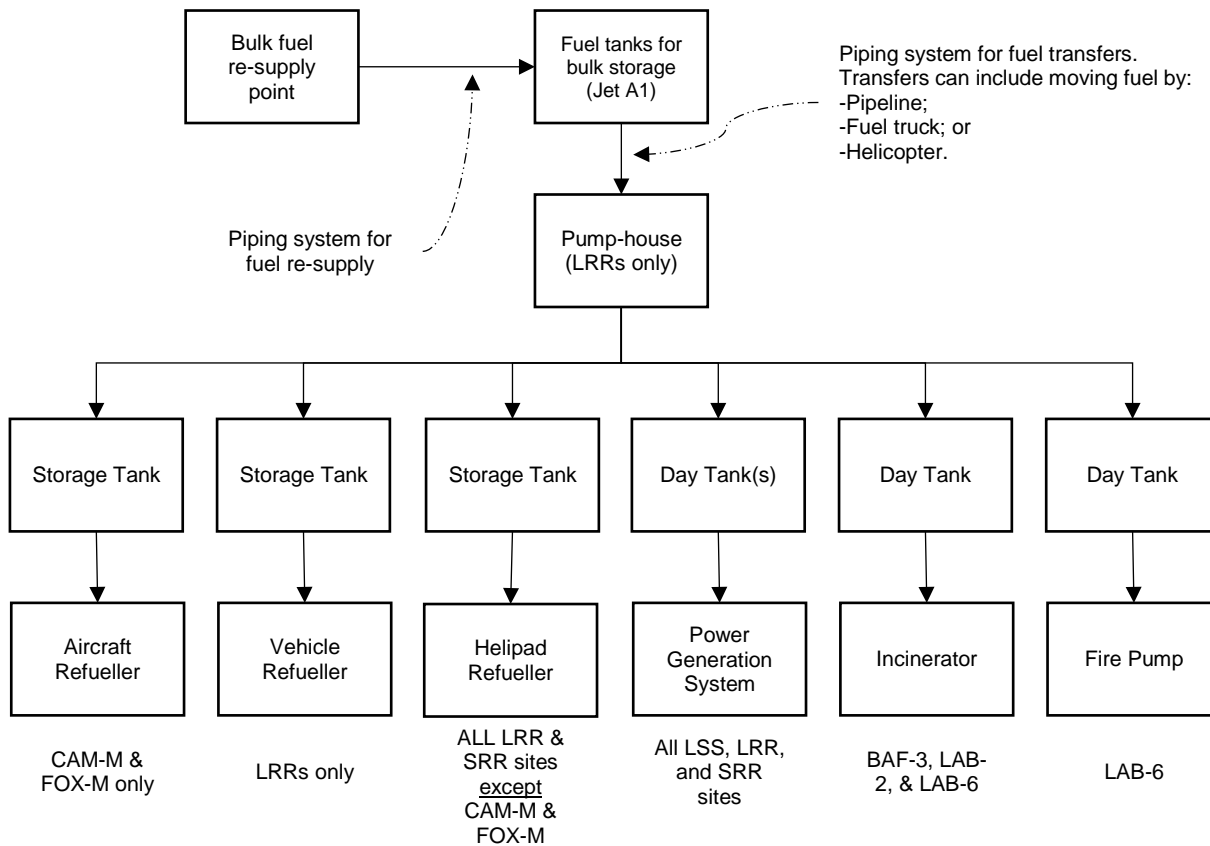 Bulk fuel
re-supply
point
Fuel tanks for
bulk storage
(Jet A1)
Piping system for fuel transfers.
Transfers can include moving fuel by:
-Pipeline;
-Fuel truck; or
-Helicopter.
Piping system for
fuel re-supply
Pump-house
(LRRs only)
Storage Tank
Storage Tank
Storage Tank
Day Tank(s)
Day Tank
Day Tank
Aircraft
Refueller
Vehicle
Refueller
Helipad
Refueller
Power
Generation
System
Incinerator
Fire Pump
CAM-M &
FOX-M only
LRRs only
ALL LRR &
SRR sites
except
CAM-M &
FOX-M
All LSS, LRR,
and SRR
sites
BAF-3, LAB-
2, & LAB-6
LAB-6